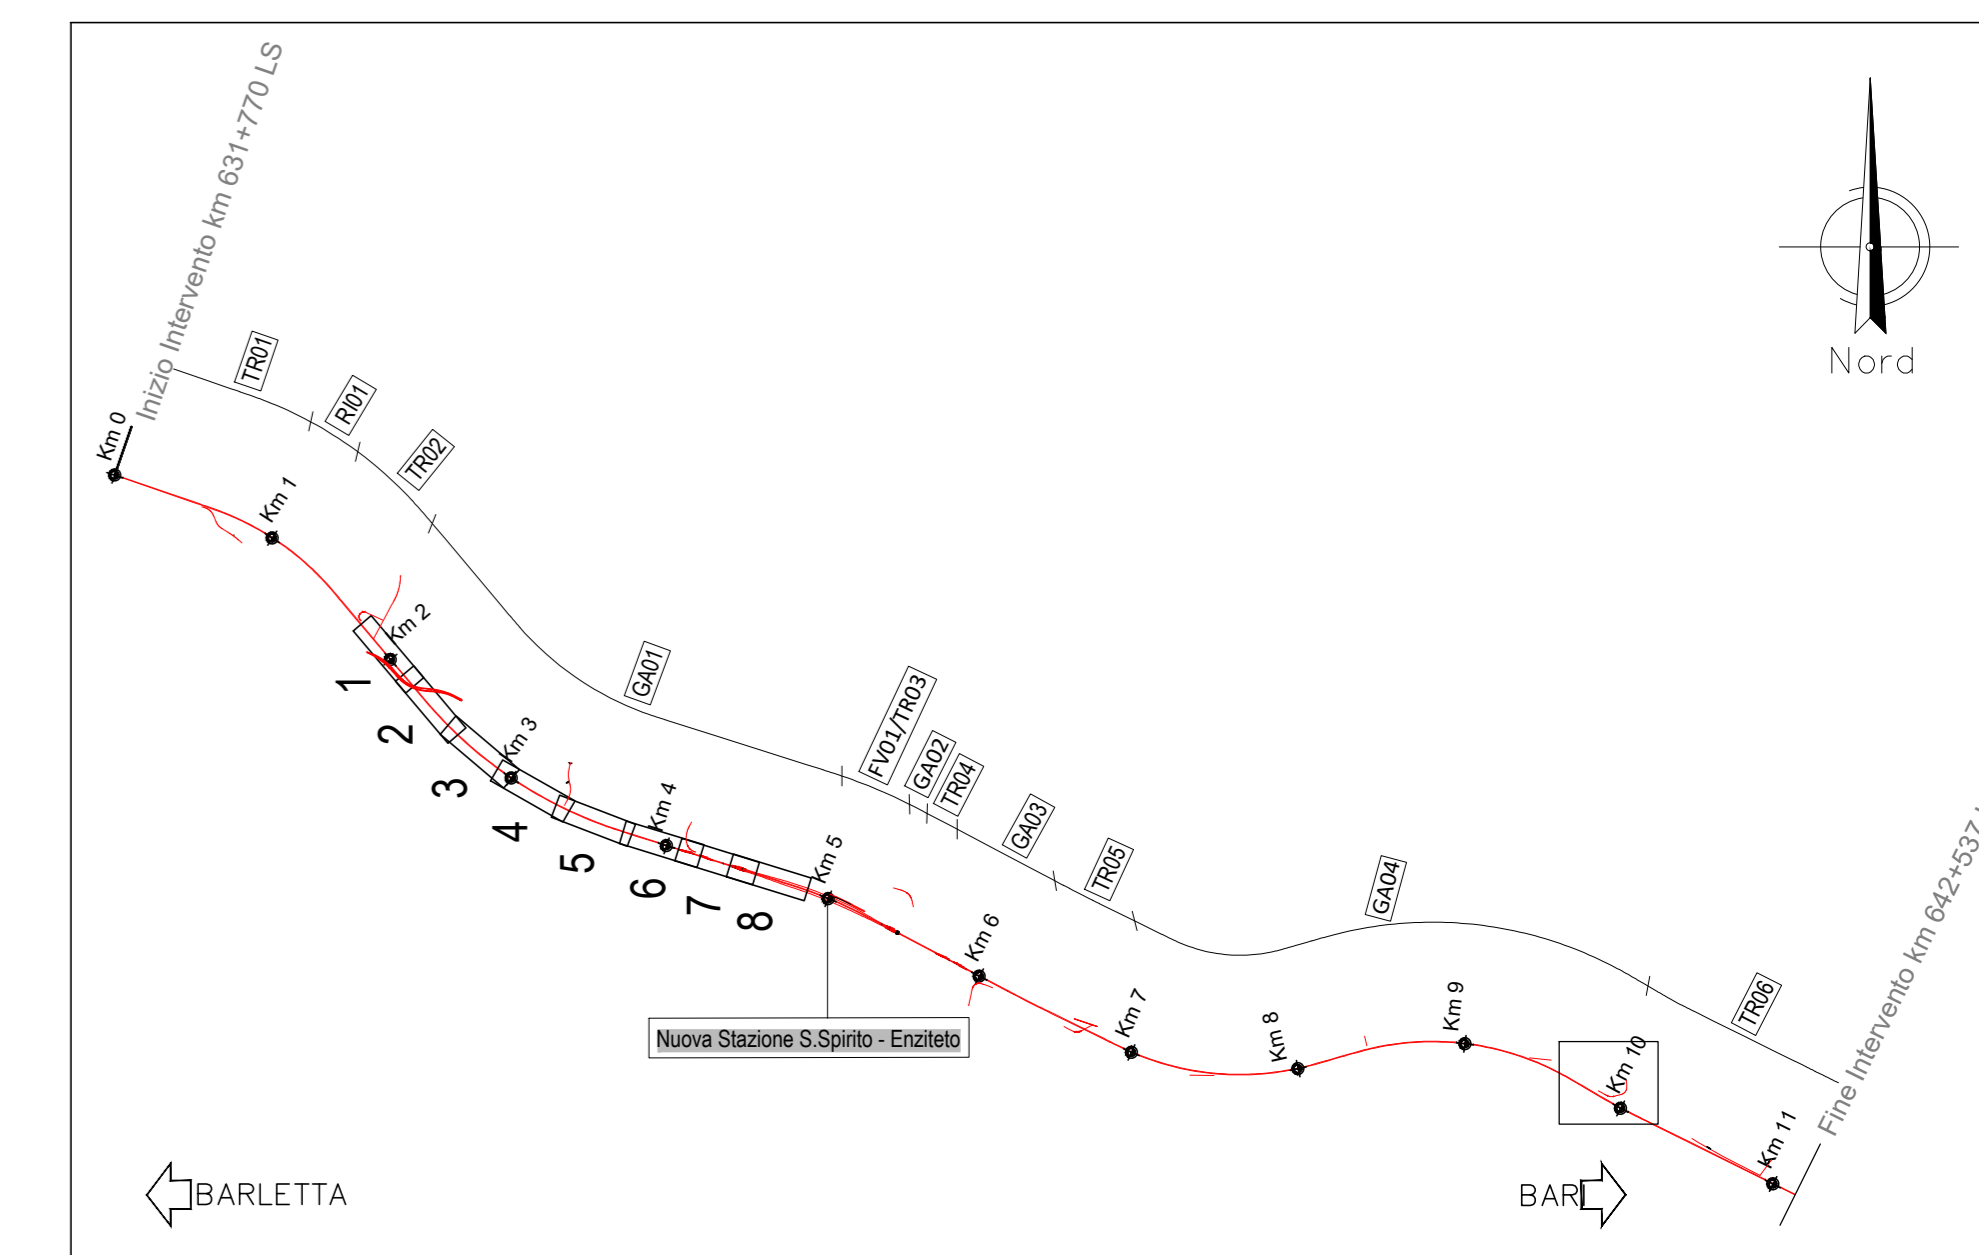 Inizio Intervento km 631+770 LS
Nord
TR01
RI01
TR02
GA01
FV01/TR03
GA02
TR04
GA03
TR05
GA04
TR06
Km 0
Km 1
Km 2
Km 3
Km 4
Km 5
Km 6
Km 7
Km 8
Km 9
Km 10
Km 11
1
2
3
4
5
6
7
8
Nuova Stazione S.Spirito - Enziteto
Fine Intervento km 642+537
BARLETTA
BARI